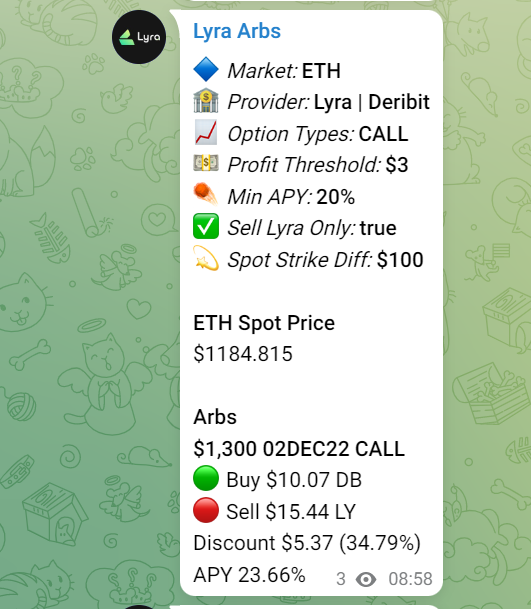 Lyra
Lyra Arbs
Market: ETH
Provider: Lyra | Deribit
Option Types: CALL
Profit Threshold: $3
Min APY: 20%
Sell Lyra Only: true
Spot Strike Diff: $100
ETH Spot Price
$1184.815
Arbs
$1,300 02DEC22 CALL
Buy $10.07 DB
Sell $15.44 LY
Discount $5.37 (34.79%)
APY 23.66% 3 08:58